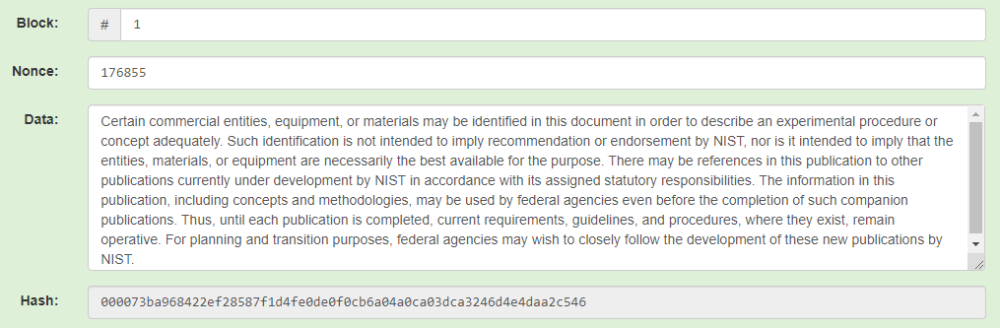 Block: # 1
Nonce: 176855
Data: Certain commercial entities, equipment, or materials may be identified in this document in order to describe an experimental procedure or
concept adequately. Such identification is not intended to imply recommendation or endorsement by NIST, nor is it intended to imply that the
entities, materials, or equipment are necessarily the best available for the purpose. There may be references in this publication to other
publications currently under development by NIST in accordance with its assigned statutory responsibilities. The information in this
publication, including concepts and methodologies, may be used by federal agencies even before the completion of such companion
publications. Thus, until each publication is completed, current requirements, guidelines, and procedures, where they exist, remain
operative. For planning and transition purposes, federal agencies may wish to closely follow the development of these new publications by
NIST.
Hash: 000073ba968422ef28587f1d4fe0de0f0cb6a04a0ca03dca3246d4e4daa2c546